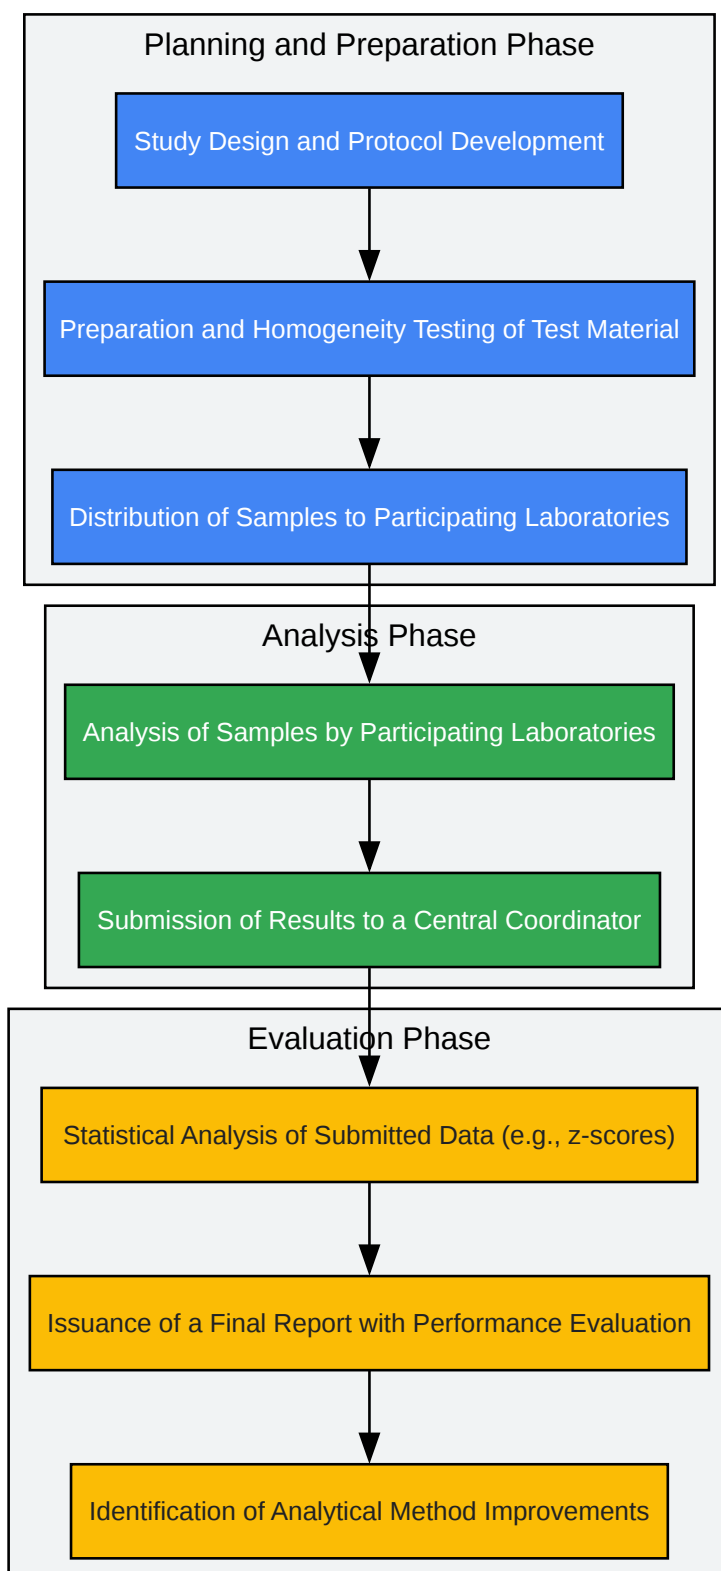 Planning and Preparation Phase
Study Design and Protocol Development
Preparation and Homogeneity Testing of Test Material
Distribution of Samples to Participating Laboratories
Analysis Phase
Analysis of Samples by Participating Laboratories
Submission of Results to a Central Coordinator
Evaluation Phase
Statistical Analysis of Submitted Data (e.g., z-scores)
Issuance of a Final Report with Performance Evaluation
Identification of Analytical Method Improvements